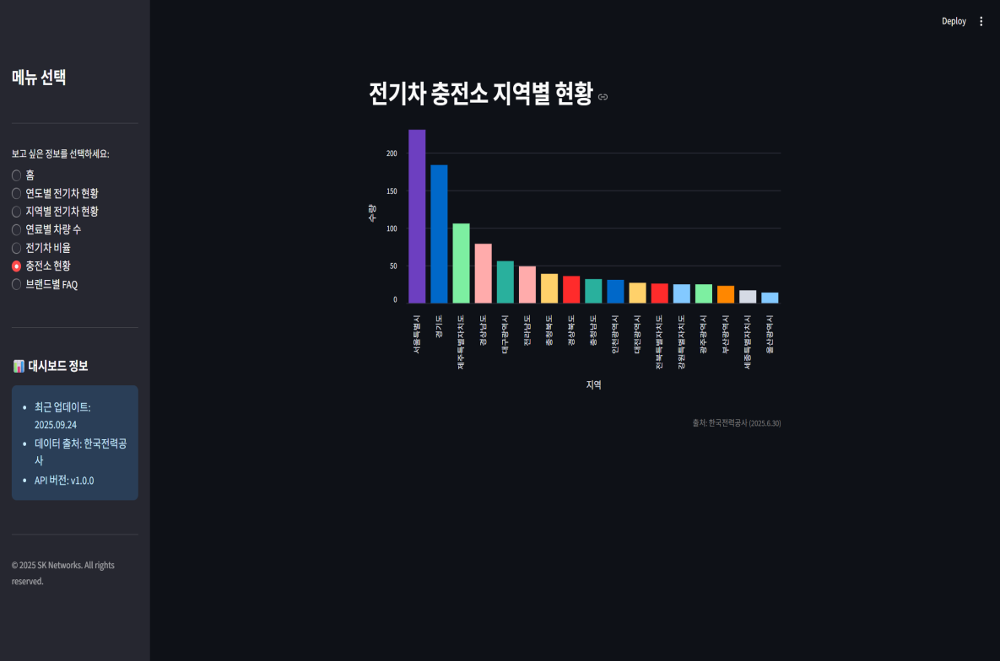 Deploy
메뉴 선택
보고 싶은 정보를 선택하세요:
홈
연도별 전기차 현황
지역별 전기차 현황
연료별 차량 수
전기차 비율
충전소 현황
브랜드별 FAQ
📊 대시보드 정보
최근 업데이트:
2025.09.24
데이터 출처: 한국전력공
사
API 버전: v1.0.0
© 2025 SK Networks. All rights
reserved.
전기차 충전소 지역별 현황
수량
200
150
100
50
0
서울특별시
경기도
제주특별자치도
경상남도
대구광역시
전라남도
충청북도
경상북도
충청남도
인천광역시
대전광역시
전북특별자치도
강원특별자치도
광주광역시
부산광역시
세종특별자치시
울산광역시
지역
출처: 한국전력공사 (2025.6.30)